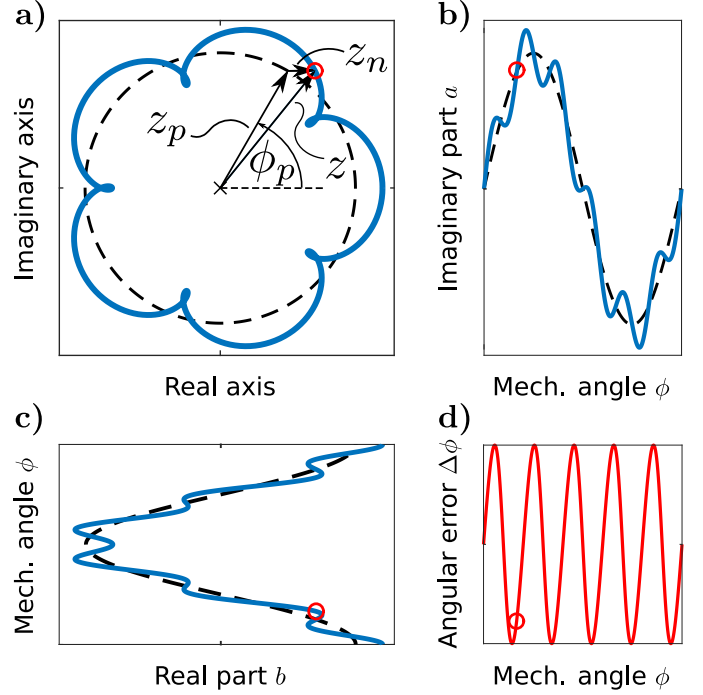 a)
Imaginary axis
z_n
z_p
ϕ_p
z
Real axis
b)
Imaginary part a
Mech. angle ϕ
c)
Mech. angle ϕ
Real part b
d)
Angular error Δϕ
Mech. angle ϕ